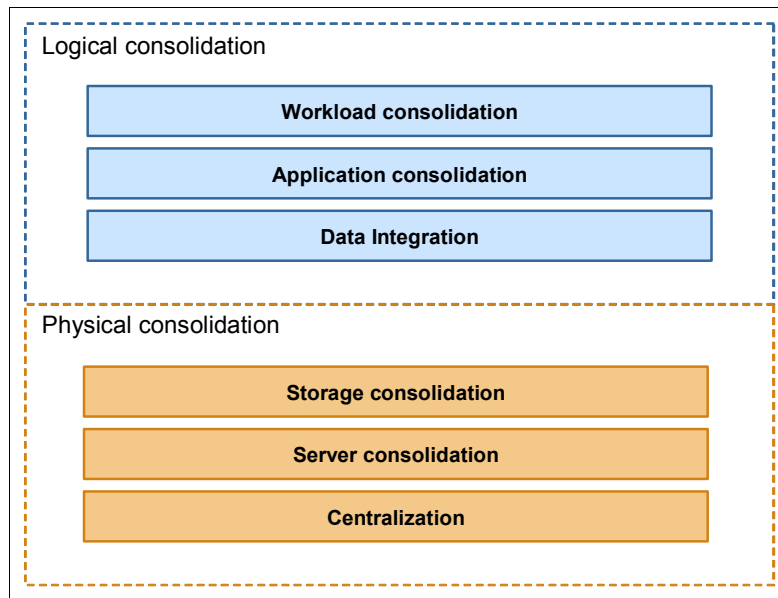 Logical consolidation
Workload consolidation
Application consolidation
Data Integration
Physical consolidation
Storage consolidation
Server consolidation
Centralization